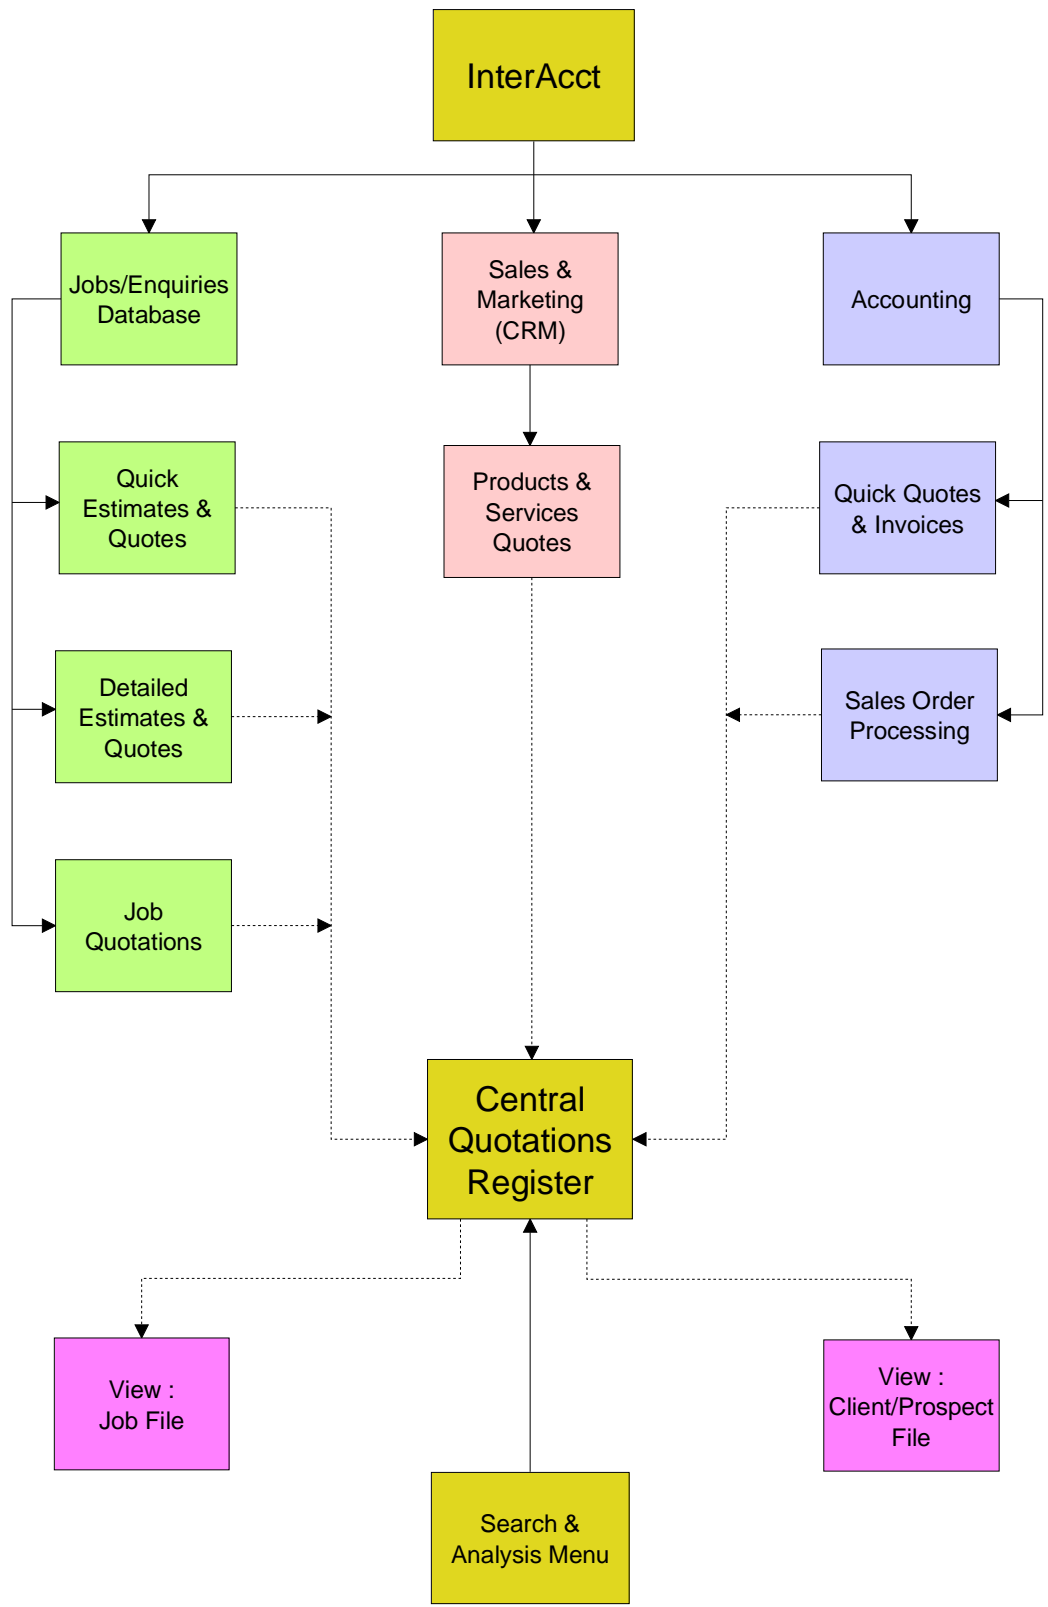 InterAcct
Jobs/Enquiries
Database
Sales &
Marketing
(CRM)
Accounting
Quick
Estimates &
Quotes
Products &
Services
Quotes
Quick Quotes
& Invoices
Detailed
Estimates &
Quotes
Sales Order
Processing
Job
Quotations
Central
Quotations
Register
View :
Job File
View :
Client/Prospect
File
Search &
Analysis Menu